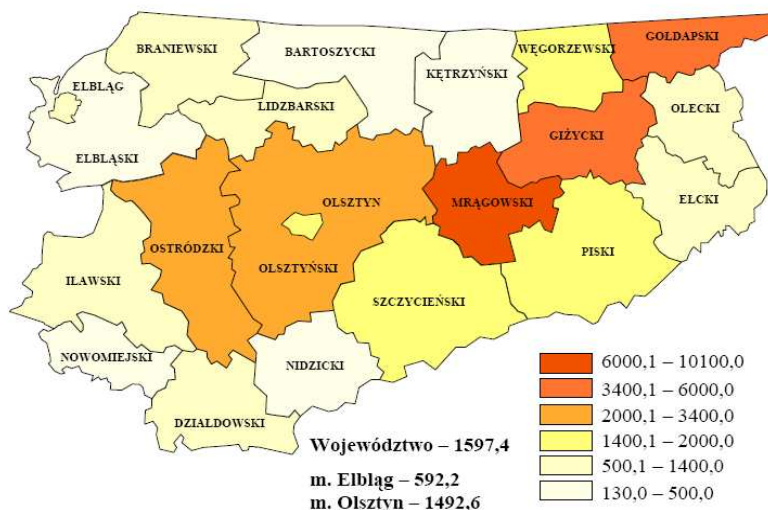 BRANIEWSKI
BARTOSZYCKI
WĘGORZEWSKI
GOŁDAPSKI
ELBLĄG
KĘTRZYŃSKI
LIDZBARSKI
OLECKI
GIŻYCKI
ELBLĄSKI
OLSZTYN
MRĄGOWSKI
EŁCKI
OSTRÓDZKI
PISKI
OLSZTYŃSKI
IŁAWSKI
SZCZYCIEŃSKI
NOWOMIEJSKI
NIDZICKI
DZIAŁDOWSKI
Województwo – 1597,4
m. Elbląg – 592,2
m. Olsztyn – 1492,6
6000,1 – 10100,0
3400,1 – 6000,0
2000,1 – 3400,0
1400,1 – 2000,0
500,1 – 1400,0
130,0 – 500,0